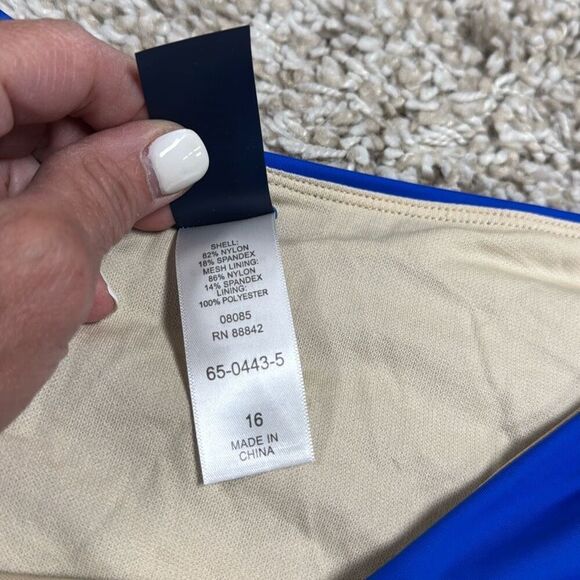 SHELL:
82% NYLON
18% SPANDEX
MESH LINING:
86% NYLON
14% SPANDEX
LINING:
100% POLYESTER
08085
RN 88842
65-0443-5
16
MADE IN
CHINA